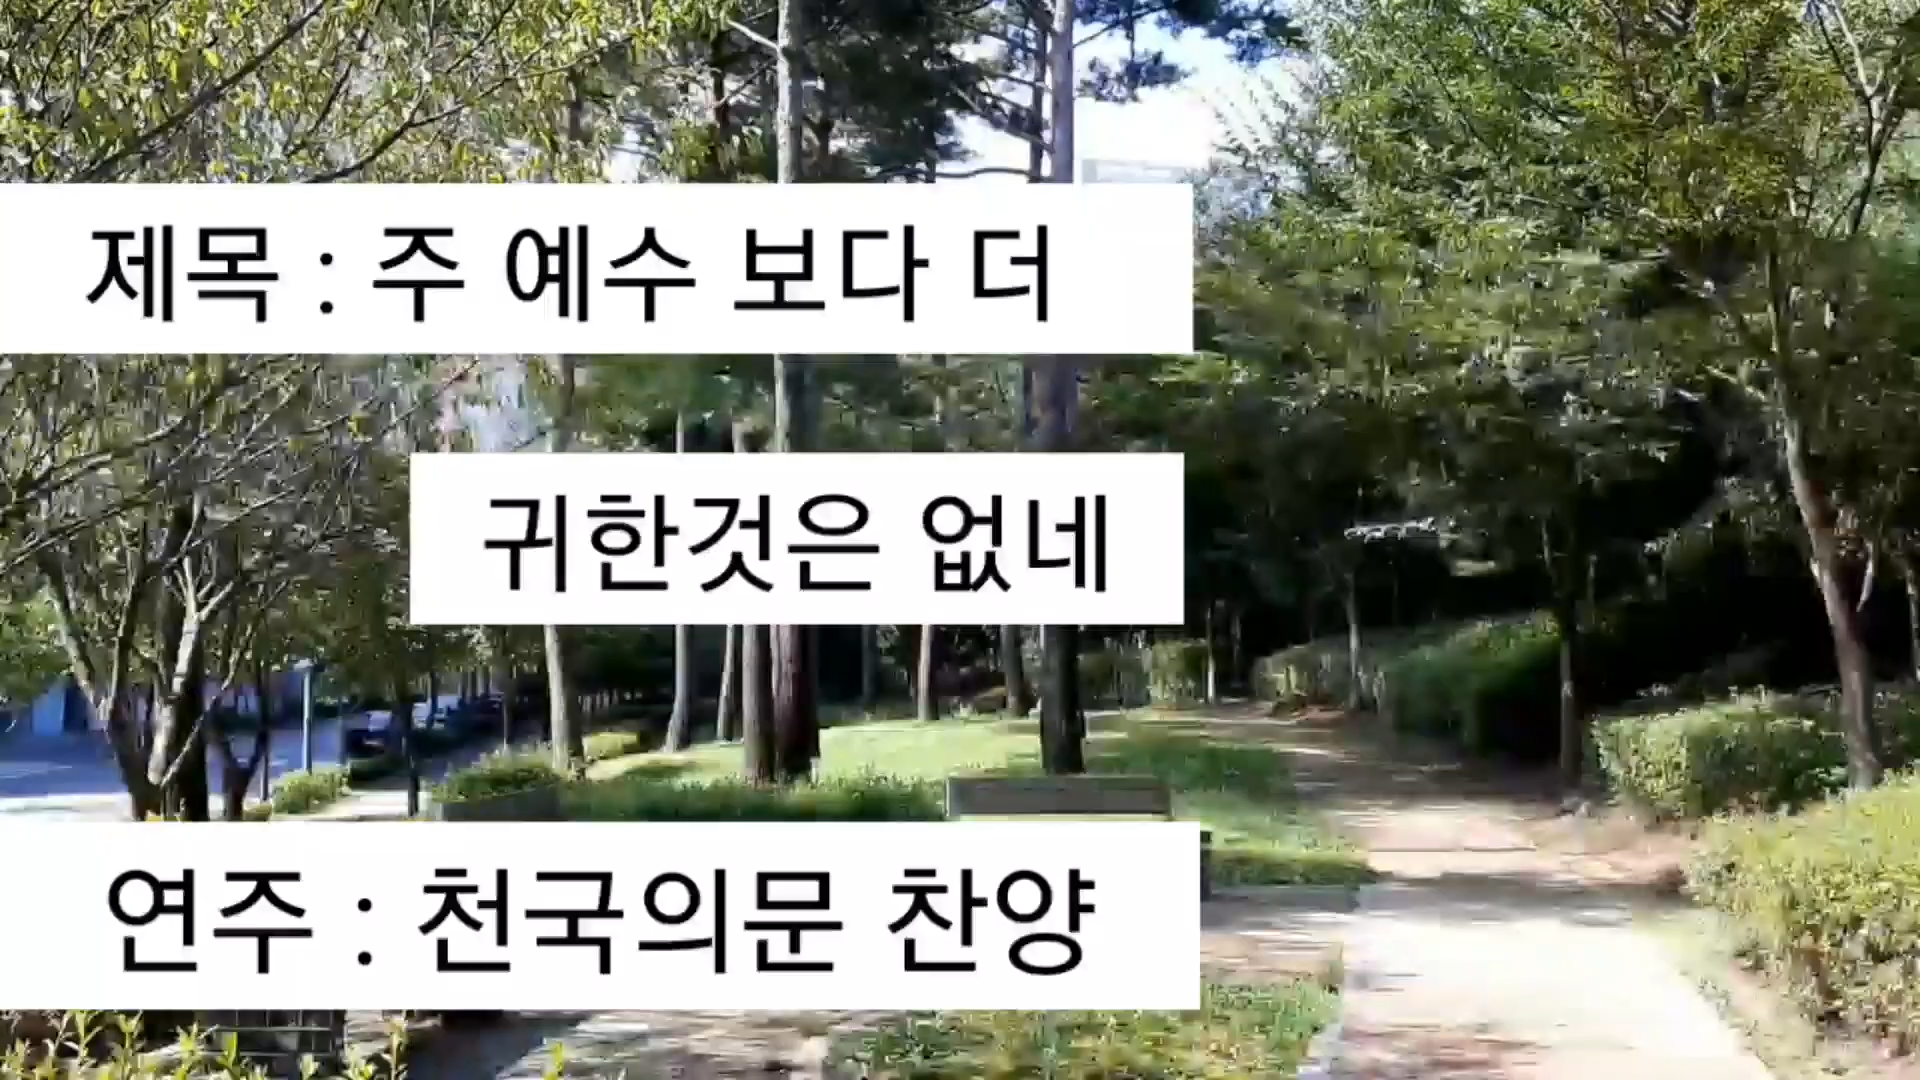 제목 : 주 예수 보다 더
귀한것은 없네
연주 : 천국의문 찬양